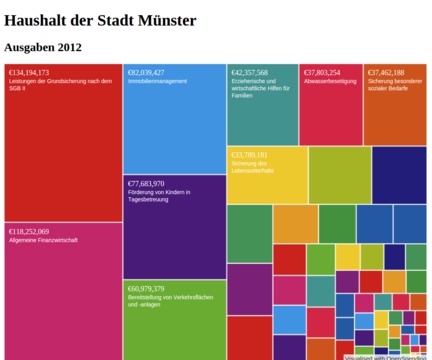 Haushalt der Stadt Münster
Ausgaben 2012
€134,194,173
Leistungen der Grundsicherung nach dem
SGB II
€82,039,427
Immobilienmanagement
€42,357,568
Erzieherische und
wirtschaftliche Hilfen für
Familien
€37,803,254
Abwasserbeseitigung
€37,462,188
Sicherung besonderer
sozialer Bedarfe
€33,789,181
Sicherung des
Lebensunterhalts
€77,683,970
Förderung von Kindern in
Tagesbetreuung
€118,252,069
Allgemeine Finanzwirtschaft
€60,979,379
Bereitstellung von Verkehrsflächen
und -anlagen
Visualised with OpenSpending